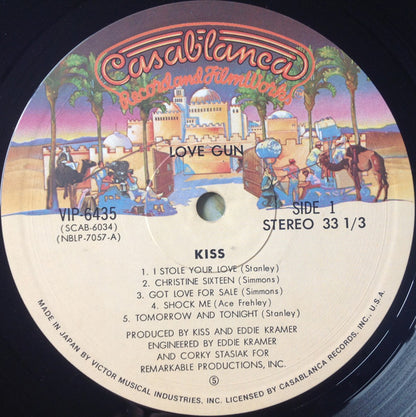 Casablanca
Record and FilmWorks
LOVE GUN
VIP-6435
(SCAB-6034)
(NBLP-7057-A)
SIDE 1
STEREO 33 1/3
KISS
1. I STOLE YOUR LOVE (Stanley)
2. CHRISTINE SIXTEEN (Simmons)
3. GOT LOVE FOR SALE (Simmons)
4. SHOCK ME (Ace Frehley)
5. TOMORROW AND TONIGHT (Stanley)
PRODUCED BY KISS AND EDDIE KRAMER
ENGINEERED BY EDDIE KRAMER
AND CORKY STASIAK FOR
REMARKABLE PRODUCTIONS, INC.
Ⓢ
MADE IN JAPAN BY VICTOR MUSICAL INDUSTRIES, INC. LICENSED BY CASABLANCA RECORDS, INC., U.S.A.